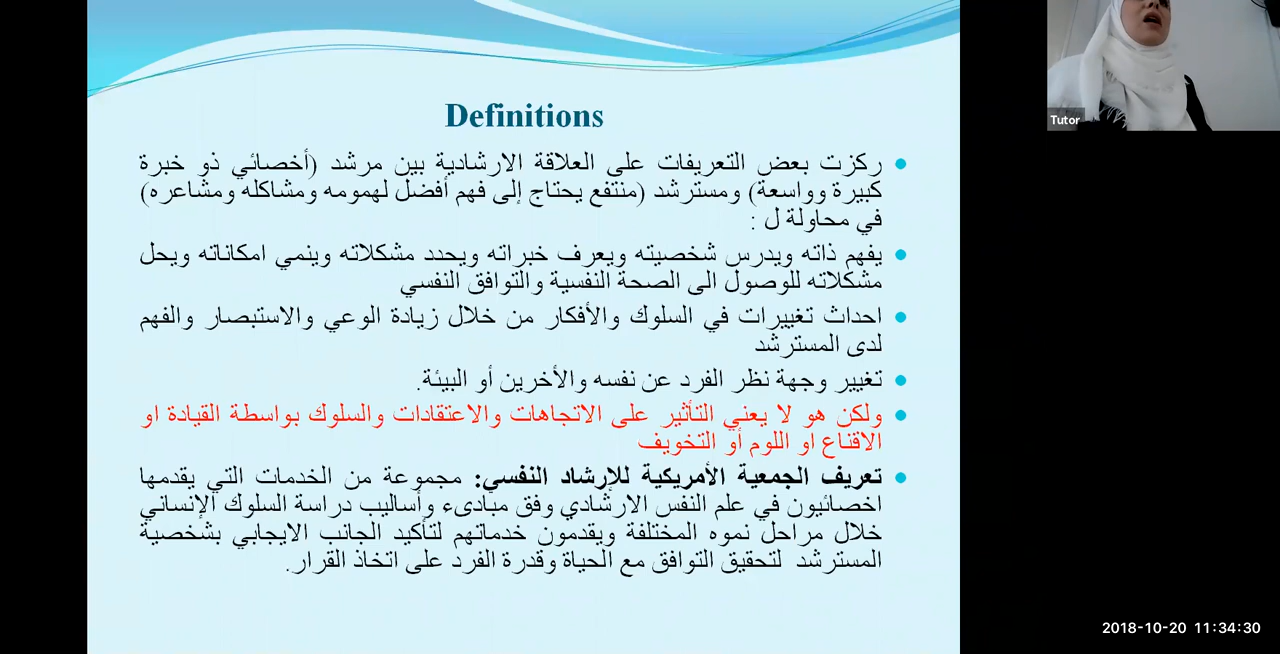 Definitions
ركزت بعض التعريفات على العلاقة الارشادية بين مرشد (أخصائي ذو خبرة
كبيرة وواسعة) ومسترشد (منتفع يحتاج إلى فهم أفضل لهمومه ومشاكله ومشاعره)
في محاولة ل :
يفهم ذاته ويدرس شخصيته ويعرف خبراته ويحدد مشكلاته وينمي امكاناته ويحل
مشكلاته للوصول الى الصحة النفسية والتوافق النفسي
احداث تغييرات في السلوك والأفكار من خلال زيادة الوعي والاستبصار والفهم
لدى المسترشد
تغيير وجهة نظر الفرد عن نفسه والأخرين أو البيئة.
ولكن هو لا يعني التأثير على الاتجاهات والاعتقادات والسلوك بواسطة القيادة او
الاقناع او اللوم أو التخويف
تعريف الجمعية الأمريكية للإرشاد النفسي: مجموعة من الخدمات التي يقدمها
اخصائيون في علم النفس الارشادي وفق مبادىء وأساليب دراسة السلوك الإنساني
خلال مراحل نموه المختلفة ويقدمون خدماتهم لتأكيد الجانب الايجابي بشخصية
المسترشد لتحقيق التوافق مع الحياة وقدرة الفرد على اتخاذ القرار.
Tutor
2018-10-20 11:34:30